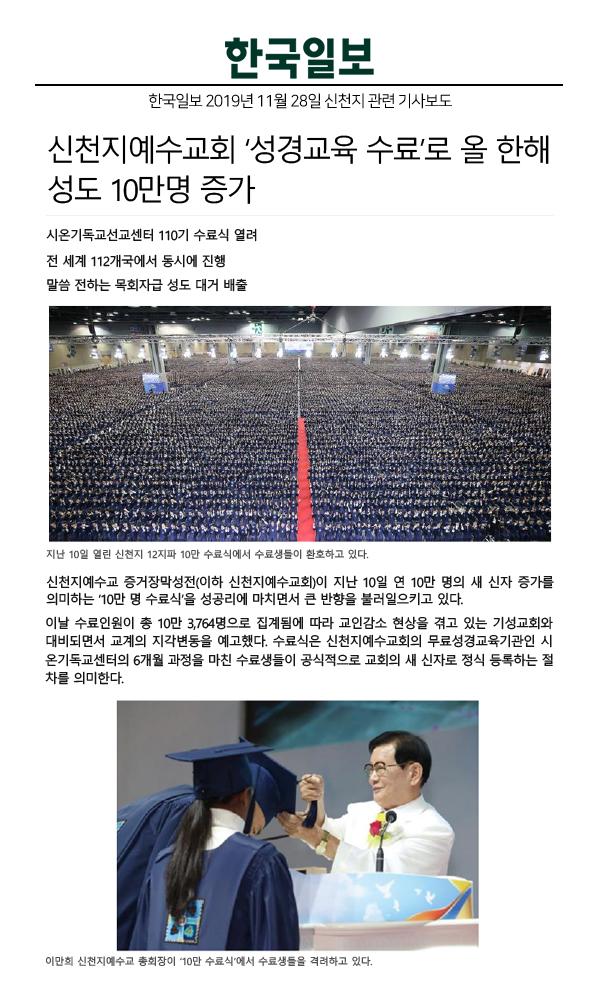 한국일보
한국일보 2019년 11월 28일 신천지 관련 기사보도
신천지예수교회 ‘성경교육 수료’로 올 한해
성도 10만명 증가
시온기독교선교센터 110기 수료식 열려
전 세계 112개국에서 동시에 진행
말씀 전하는 목회자급 성도 대거 배출
지난 10일 열린 신천지 12지파 10만 수료식에서 수료생들이 환호하고 있다.
신천지예수교 증거장막성전(이하 신천지예수교회)이 지난 10일 연 10만 명의 새 신자 증가를
의미하는 ‘10만 명 수료식’을 성공리에 마치면서 큰 반향을 불러일으키고 있다.
이날 수료인원이 총 10만 3,764명으로 집계됨에 따라 교인감소 현상을 겪고 있는 기성교회와
대비되면서 교계의 지각변동을 예고했다. 수료식은 신천지예수교회의 무료성경교육기관인 시
온기독교센터의 6개월 과정을 마친 수료생들이 공식적으로 교회의 새 신자로 정식 등록하는 절
차를 의미한다.
이만희 신천지예수교 총회장이 ‘10만 수료식’에서 수료생들을 격려하고 있다.